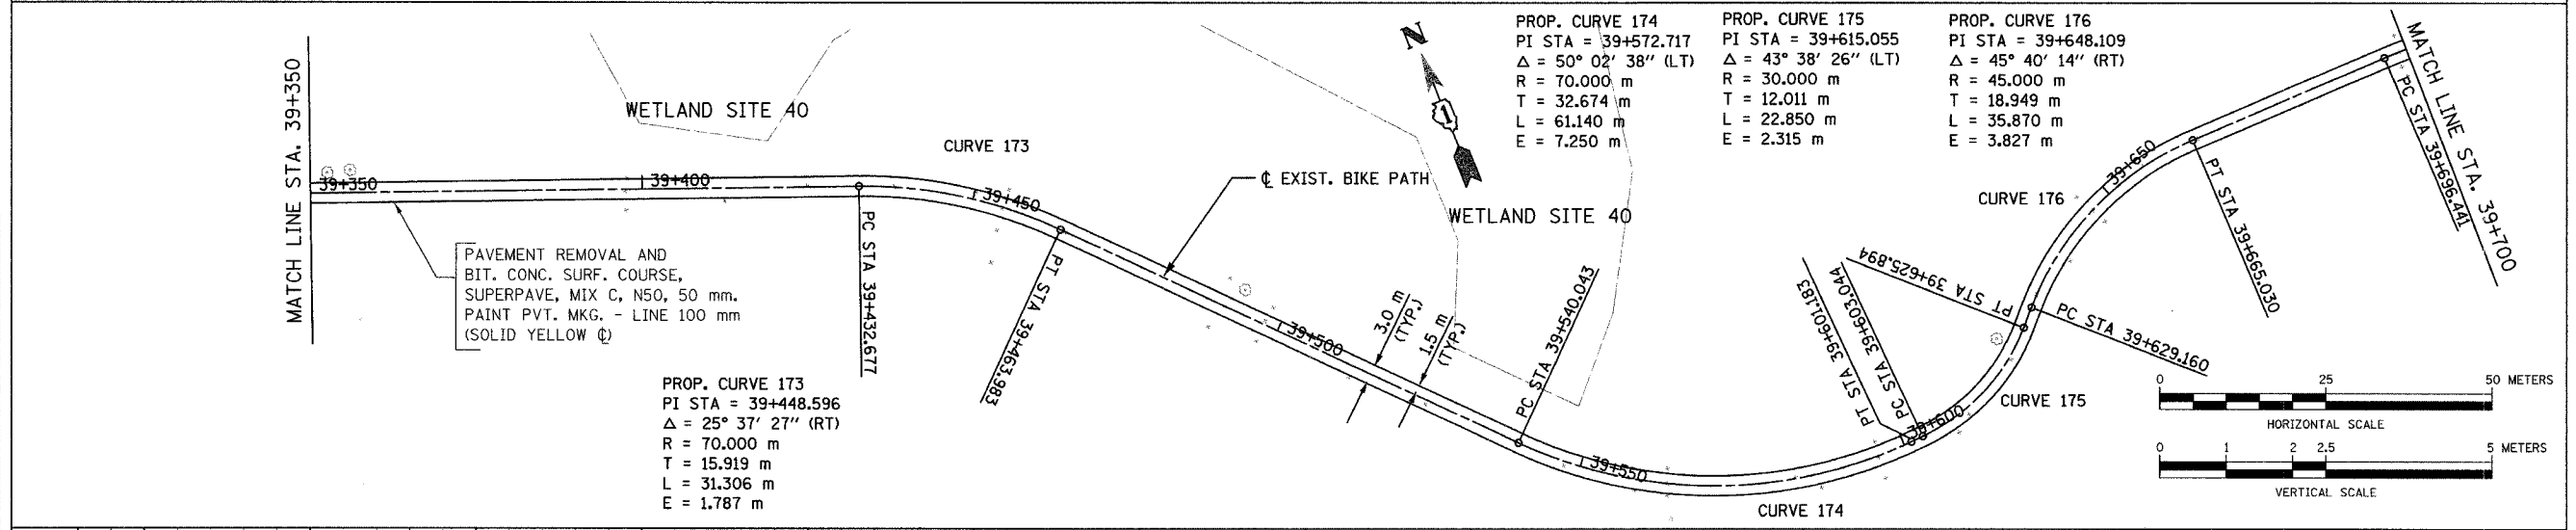 MATCH LINE STA. 39+350
WETLAND SITE 40
39+350
39+400
CURVE 173
39+450
PAVEMENT REMOVAL AND
BIT. CONC. SURF. COURSE,
SUPERPAVE, MIX C, N50, 50 mm.
PAINT PVT. MKG. - LINE 100 mm
(SOLID YELLOW ℄)
PC STA 39+432.677
PT STA 39+463.983
PROP. CURVE 173
PI STA = 39+448.596
Δ = 25° 37' 27" (RT)
R = 70.000 m
T = 15.919 m
L = 31.306 m
E = 1.787 m
℄ EXIST. BIKE PATH
39+500
3.0 m
(TYP.)
1.5 m
(TYP.)
N
1
WETLAND SITE 40
PC STA 39+540.043
39+550
CURVE 174
PROP. CURVE 174
PI STA = 39+572.717
Δ = 50° 02' 38" (LT)
R = 70.000 m
T = 32.674 m
L = 61.140 m
E = 7.250 m
PROP. CURVE 175
PI STA = 39+615.055
Δ = 43° 38' 26" (LT)
R = 30.000 m
T = 12.011 m
L = 22.850 m
E = 2.315 m
PROP. CURVE 176
PI STA = 39+648.109
Δ = 45° 40' 14" (RT)
R = 45.000 m
T = 18.949 m
L = 35.870 m
E = 3.827 m
PT STA 39+601.183
PC STA 39+603.044
39+600
CURVE 175
PT STA 39+625.894
PC STA 39+629.160
CURVE 176
39+650
PT STA 39+665.030
PC STA 39+696.441
MATCH LINE STA. 39+700
0 25 50 METERS
HORIZONTAL SCALE
0 1 2 2.5 5 METERS
VERTICAL SCALE